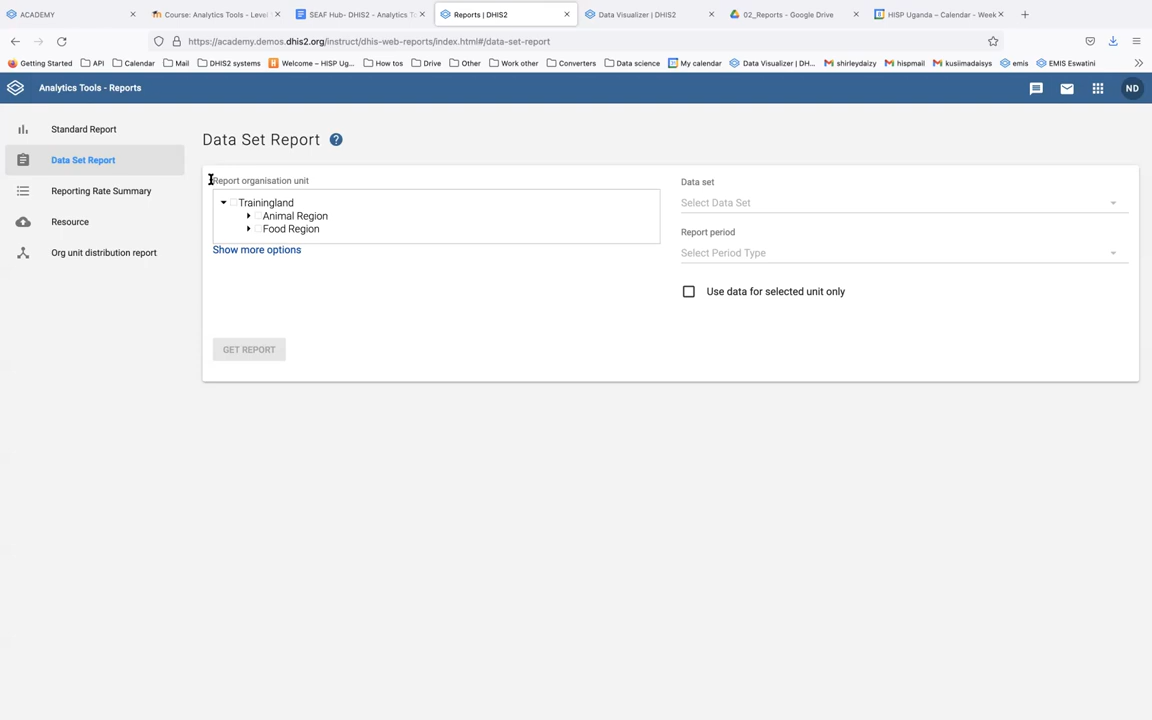 ACADEMY
Course: Analytics Tools - Level
SEAF Hub- DHIS2 - Analytics T
Reports | DHIS2
Data Visualizer | DHIS2
02_Reports - Google Drive
HISP Uganda – Calendar - Week
https://academy.demos.dhis2.org/instruct/dhis-web-reports/index.html#/data-set-report
Getting Started
API
Calendar
Mail
DHIS2 systems
Welcome – HISP Ug...
How tos
Drive
Other
Work other
Converters
Data science
My calendar
Data Visualizer | DH...
shirleydaizy
hispmail
kusiimadaisys
emis
EMIS Eswatini
Analytics Tools - Reports
ND
Standard Report
Data Set Report
Reporting Rate Summary
Resource
Org unit distribution report
Data Set Report ?
Report organisation unit
Trainingland
Animal Region
Food Region
Show more options
GET REPORT
Data set
Select Data Set
Report period
Select Period Type
Use data for selected unit only